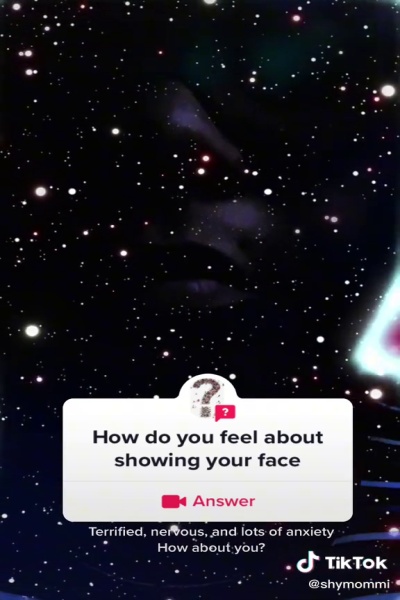 ?
?
How do you feel about
showing your face
Answer
Terrified, nervous, and lots of anxiety
How about you?
TikTok
@shymommi